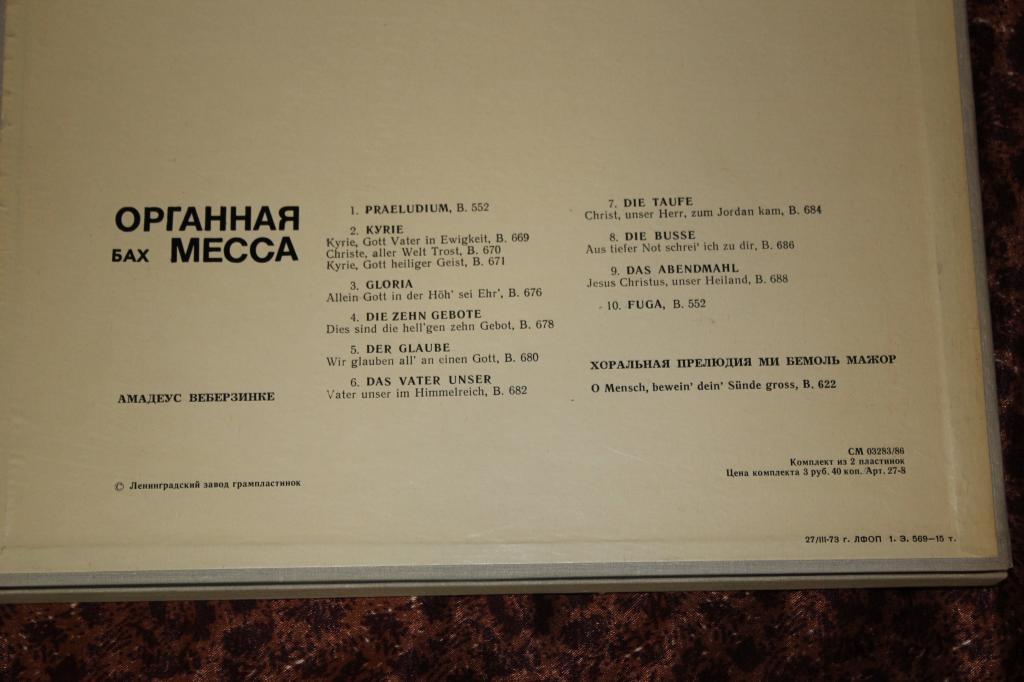 ОРГАННАЯ
БАХ МЕССА
АМАДЕУС ВЕБЕРЗИНКЕ
© Ленинградский завод грампластинок
1. PRAELUDIUM, B. 552
2. KYRIE
Kyrie, Gott Vater in Ewigkeit, B. 669
Christe, aller Welt Trost, B. 670
Kyrie, Gott heiliger Geist, B. 671
3. GLORIA
Allein Gott in der Höh' sei Ehr', B. 676
4. DIE ZEHN GEBOTE
Dies sind die hell'gen zehn Gebot, B. 678
5. DER GLAUBE
Wir glauben all' an einen Gott, B. 680
6. DAS VATER UNSER
Vater unser im Himmelreich, B. 682
7. DIE TAUFE
Christ, unser Herr, zum Jordan kam, B. 684
8. DIE BUSSE
Aus tiefer Not schrei' ich zu dir, B. 686
9. DAS ABENDMAHL
Jesus Christus, unser Heiland, B. 688
10. FUGA, B. 552
ХОРАЛЬНАЯ ПРЕЛЮДИЯ МИ БЕМОЛЬ МАЖОР
O Mensch, bewein' dein' Sünde gross, B. 622
СМ 03283/86
Комплект из 2 пластинок
Цена комплекта 3 руб. 40 коп. Арт. 27-8
27/III-73 г. ЛФОП 1. З. 569—15 т.